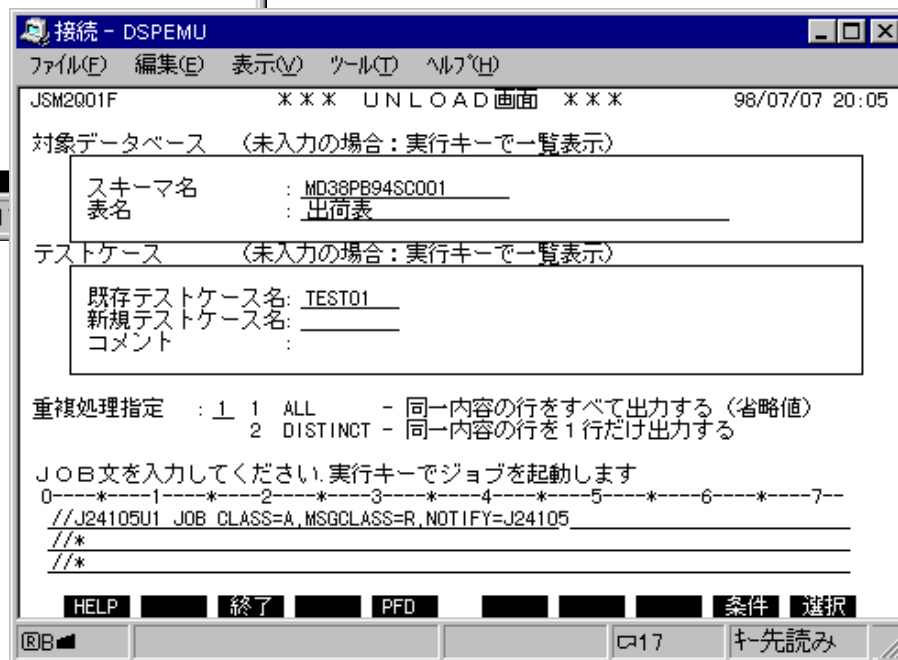 接続 - DSPEMU
ファイル(F) 編集(E) 表示(V) ツール(T) ヘルプ(H)
JSM2Q01F ＊＊＊ ＵＮＬＯＡＤ画面 ＊＊＊ 98/07/07 20:05
対象データベース （未入力の場合：実行キーで一覧表示）
スキーマ名 : MD38PB94SC001
表名 : 出荷表
テストケース （未入力の場合：実行キーで一覧表示）
既存テストケース名: TEST01
新規テストケース名:
コメント :
重複処理指定 : 1 1 ALL - 同一内容の行をすべて出力する（省略値）
2 DISTINCT - 同一内容の行を１行だけ出力する
ＪＯＢ文を入力してください.実行キーでジョブを起動します
0----*----1----*----2----*----3----*----4----*----5----*----6----*----7--
//J24105U1 JOB CLASS=A,MSGCLASS=R,NOTIFY=J24105
//*
//*
HELP 終了 PFD 条件 選択
ⓇB 17 ｷｰ先読み